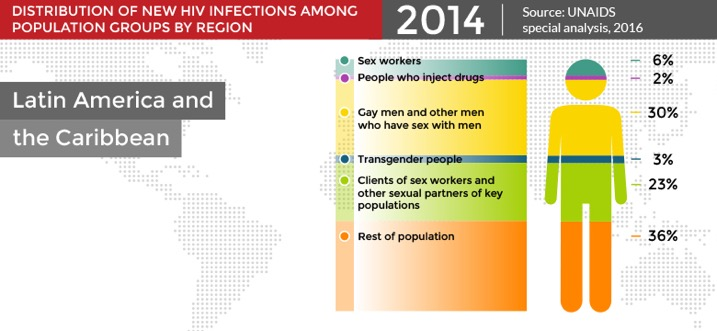 DISTRIBUTION OF NEW HIV INFECTIONS AMONG
POPULATION GROUPS BY REGION
2014
Source: UNAIDS
special analysis, 2016
Latin America and
the Caribbean
Sex workers
6%
People who inject drugs
2%
Gay men and other men
who have sex with men
30%
Transgender people
3%
Clients of sex workers and
other sexual partners of key
populations
23%
Rest of population
36%